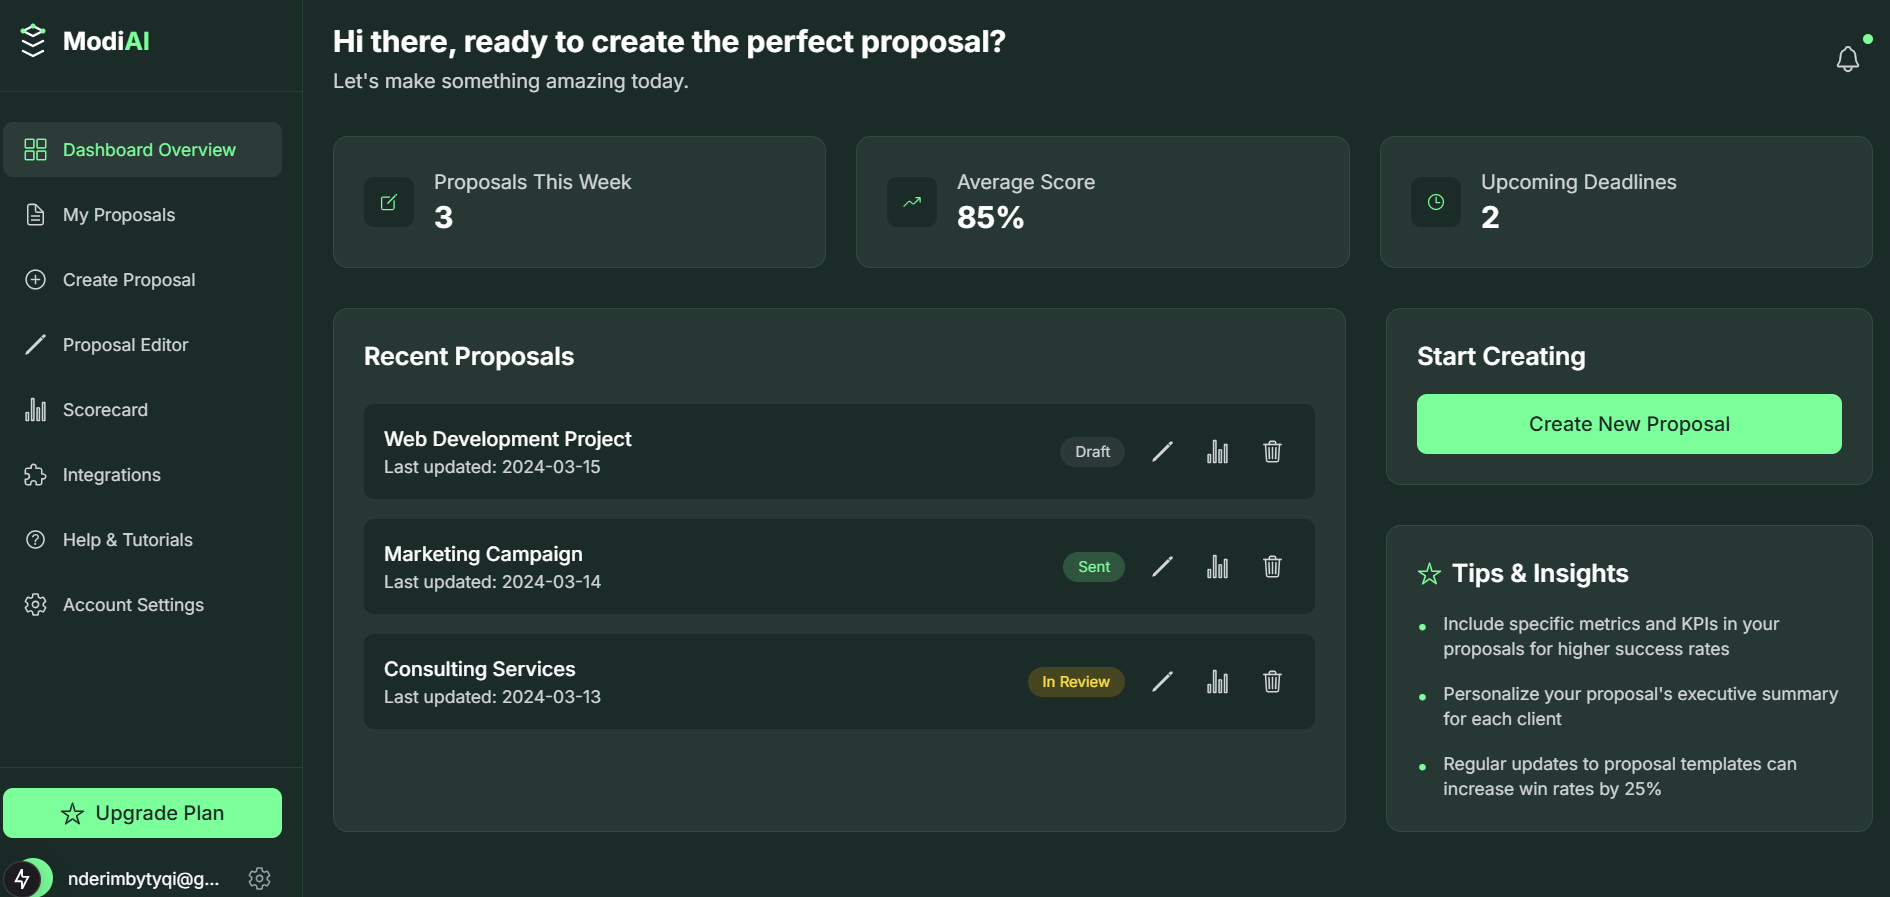 ModiAI
Dashboard Overview
My Proposals
Create Proposal
Proposal Editor
Scorecard
Integrations
Help & Tutorials
Account Settings
Upgrade Plan
nderimbytyqi@g...
Hi there, ready to create the perfect proposal?
Let's make something amazing today.
Proposals This Week
3
Average Score
85%
Upcoming Deadlines
2
Recent Proposals
Web Development Project
Last updated: 2024-03-15
Draft
Marketing Campaign
Last updated: 2024-03-14
Sent
Consulting Services
Last updated: 2024-03-13
In Review
Start Creating
Create New Proposal
Tips & Insights
Include specific metrics and KPIs in your
proposals for higher success rates
Personalize your proposal's executive summary
for each client
Regular updates to proposal templates can
increase win rates by 25%